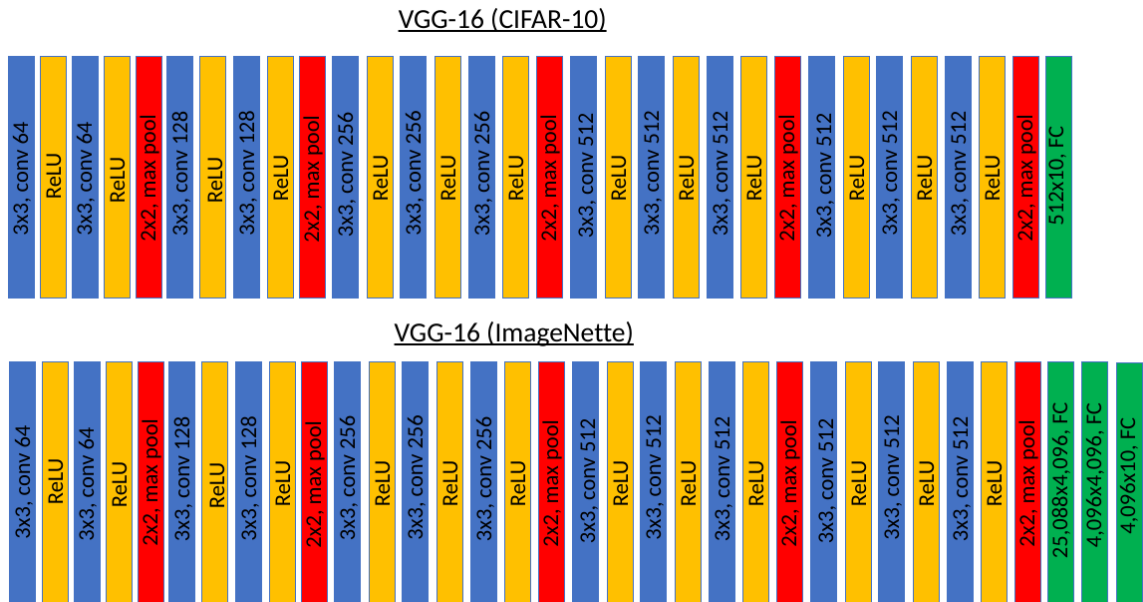 VGG-16 (CIFAR-10)
3x3, conv 64
ReLU
3x3, conv 64
ReLU
2x2, max pool
3x3, conv 128
ReLU
3x3, conv 128
ReLU
2x2, max pool
3x3, conv 256
ReLU
3x3, conv 256
ReLU
3x3, conv 256
ReLU
2x2, max pool
3x3, conv 512
ReLU
3x3, conv 512
ReLU
3x3, conv 512
ReLU
2x2, max pool
3x3, conv 512
ReLU
3x3, conv 512
ReLU
3x3, conv 512
ReLU
2x2, max pool
512x10, FC
VGG-16 (ImageNette)
3x3, conv 64
ReLU
3x3, conv 64
ReLU
2x2, max pool
3x3, conv 128
ReLU
3x3, conv 128
ReLU
2x2, max pool
3x3, conv 256
ReLU
3x3, conv 256
ReLU
3x3, conv 256
ReLU
2x2, max pool
3x3, conv 512
ReLU
3x3, conv 512
ReLU
3x3, conv 512
ReLU
2x2, max pool
3x3, conv 512
ReLU
3x3, conv 512
ReLU
3x3, conv 512
ReLU
2x2, max pool
25,088x4,096, FC
4,096x4,096, FC
4,096x10, FC